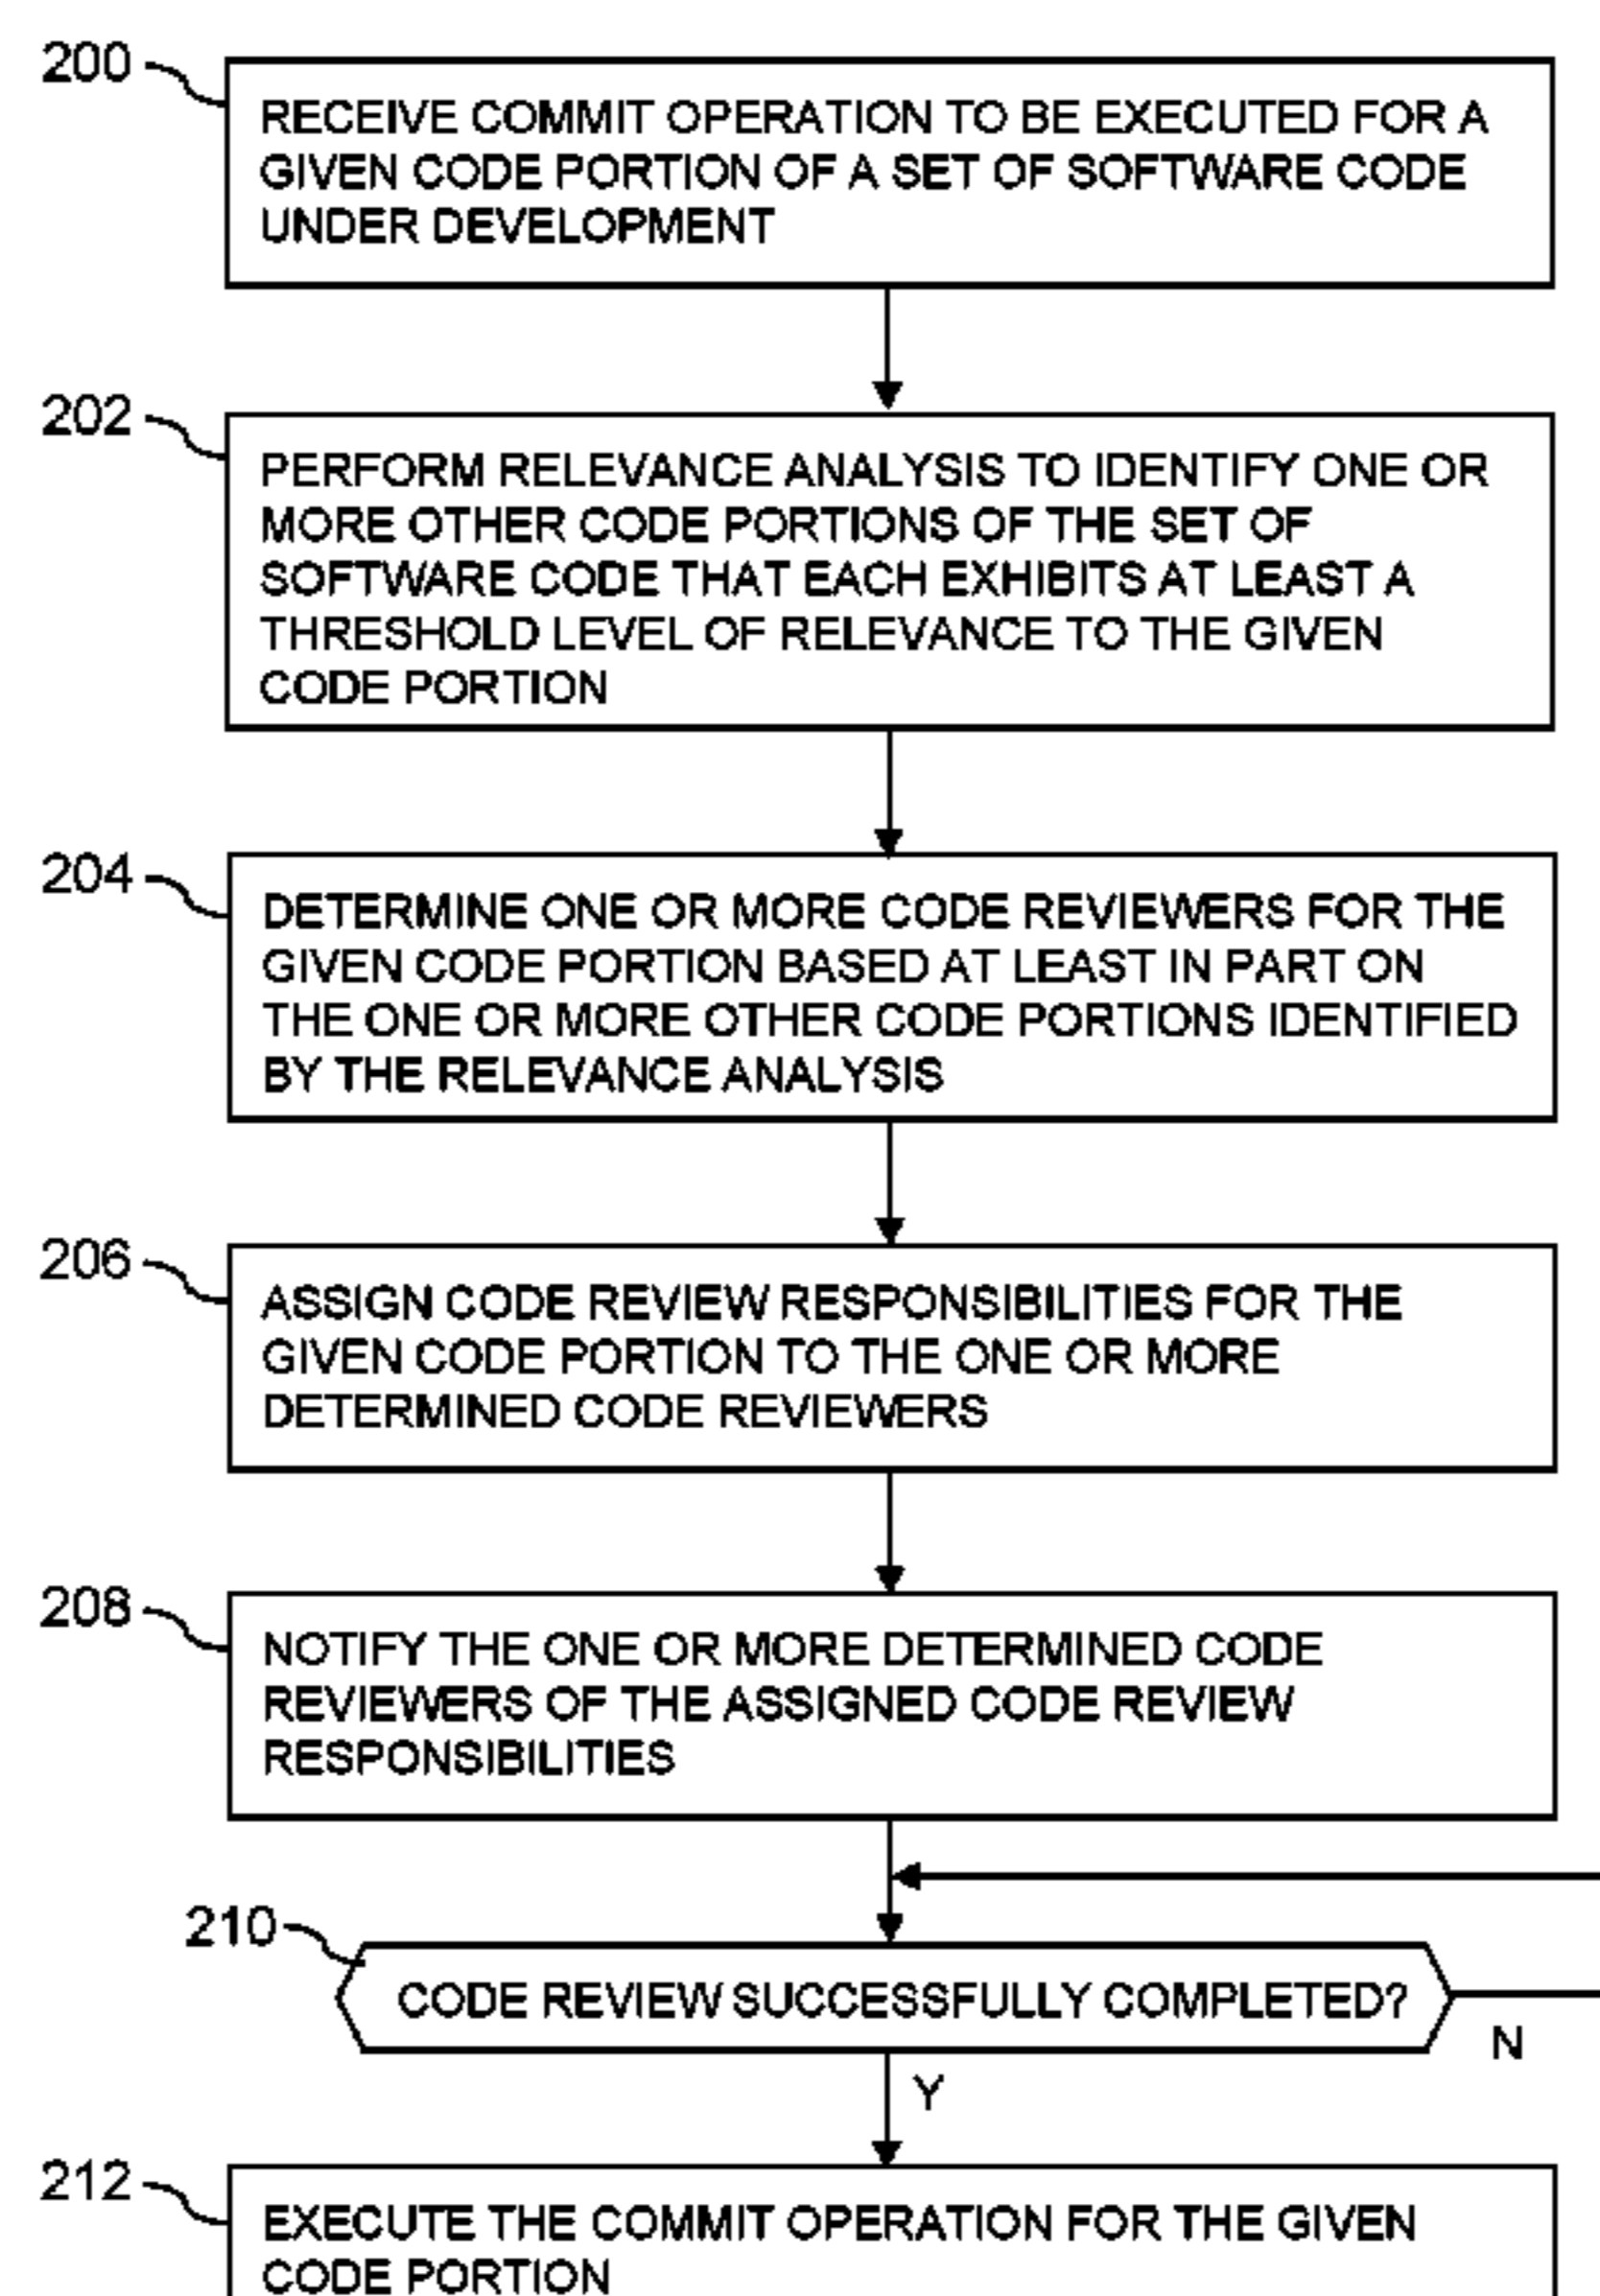 200
RECEIVE COMMIT OPERATION TO BE EXECUTED FOR A
GIVEN CODE PORTION OF A SET OF SOFTWARE CODE
UNDER DEVELOPMENT
202
PERFORM RELEVANCE ANALYSIS TO IDENTIFY ONE OR
MORE OTHER CODE PORTIONS OF THE SET OF
SOFTWARE CODE THAT EACH EXHIBITS AT LEAST A
THRESHOLD LEVEL OF RELEVANCE TO THE GIVEN
CODE PORTION
204
DETERMINE ONE OR MORE CODE REVIEWERS FOR THE
GIVEN CODE PORTION BASED AT LEAST IN PART ON
THE ONE OR MORE OTHER CODE PORTIONS IDENTIFIED
BY THE RELEVANCE ANALYSIS
206
ASSIGN CODE REVIEW RESPONSIBILITIES FOR THE
GIVEN CODE PORTION TO THE ONE OR MORE
DETERMINED CODE REVIEWERS
208
NOTIFY THE ONE OR MORE DETERMINED CODE
REVIEWERS OF THE ASSIGNED CODE REVIEW
RESPONSIBILITIES
210
CODE REVIEW SUCCESSFULLY COMPLETED?
N
Y
212
EXECUTE THE COMMIT OPERATION FOR THE GIVEN
CODE PORTION